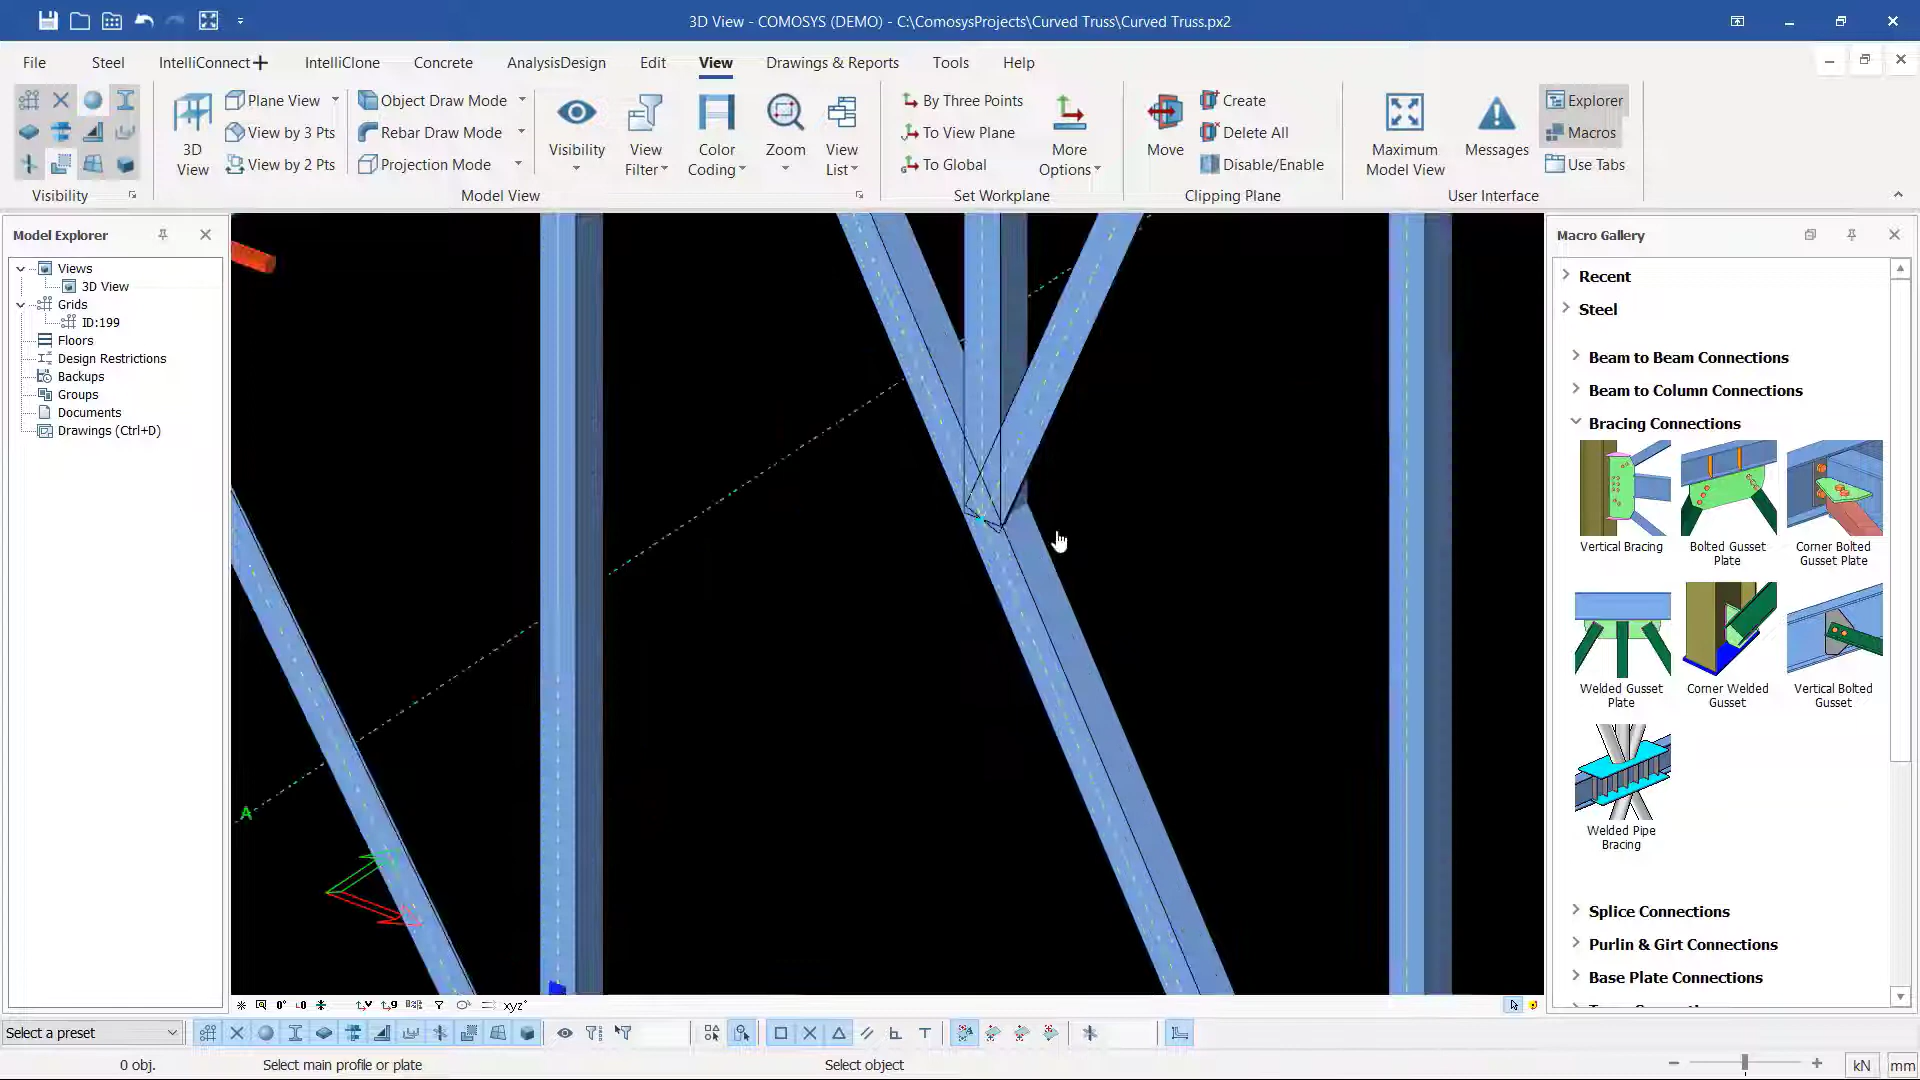 3D View - COMOSYS (DEMO) - C:\ComosysProjects\Curved Truss\Curved Truss.px2
File Steel IntelliConnect+ IntelliClone Concrete AnalysisDesign Edit View Drawings & Reports Tools Help
Plane View
View by 3 Pts
View by 2 Pts
3D View
Object Draw Mode
Rebar Draw Mode
Projection Mode
Visibility
View Filter
Color Coding
Zoom
View List
By Three Points
To View Plane
To Global
More Options
Move
Create
Delete All
Disable/Enable
Maximum Model View
Messages
Explorer
Macros
Use Tabs
Visibility Model View Set Workplane Clipping Plane User Interface
Model Explorer
Views
3D View
Grids
ID:199
Floors
Design Restrictions
Backups
Groups
Documents
Drawings (Ctrl+D)
A
Macro Gallery
Recent
Steel
Beam to Beam Connections
Beam to Column Connections
Bracing Connections
Vertical Bracing
Bolted Gusset Plate
Corner Bolted Gusset Plate
Welded Gusset Plate
Corner Welded Gusset
Vertical Bolted Gusset
Welded Pipe Bracing
Splice Connections
Purlin & Girt Connections
Base Plate Connections
xyz°
Select a preset
0 obj. Select main profile or plate Select object kN mm